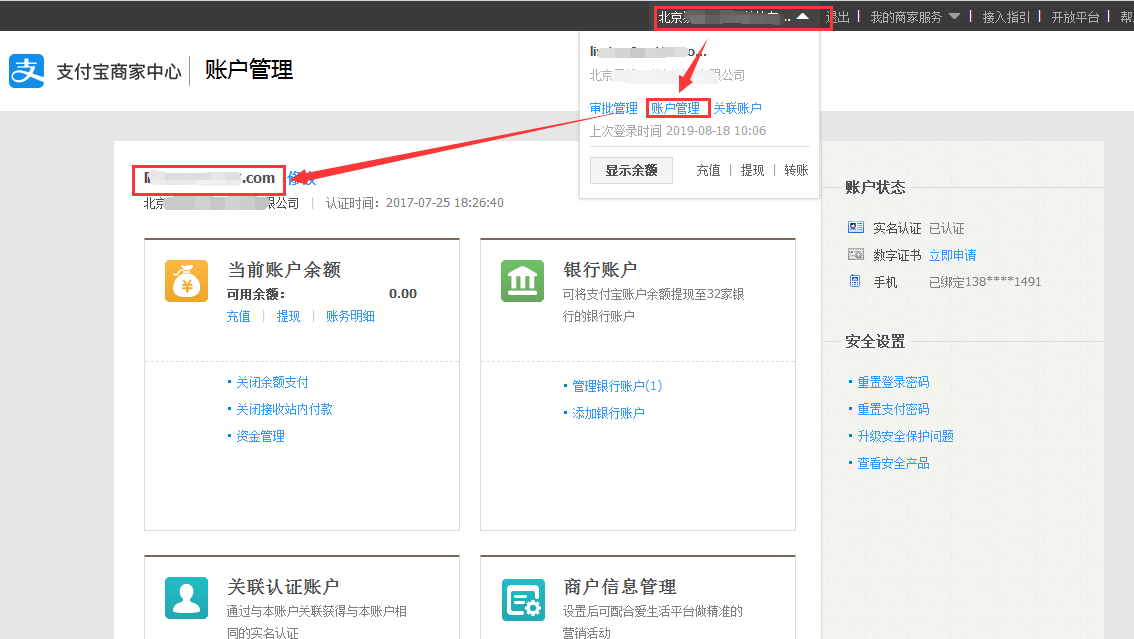 北京 .. 退出 我的商家服务 接入指引 开放平台 帮
支付宝商家中心 账户管理
li o...
北京 限公司
审批管理 账户管理 关联账户
上次登录时间 2019-08-18 10:06
显示余额 充值 提现 转账
.com 修改
北京 限公司 认证时间：2017-07-25 18:26:40
当前账户余额
可用余额： 0.00
充值 提现 账务明细
关闭余额支付
关闭接收站内付款
资金管理
银行账户
可将支付宝账户余额提现至32家银
行的银行账户
管理银行账户(1)
添加银行账户
关联认证账户
通过与本账户关联获得与本账户相
同的实名认证
商户信息管理
设置后可配合爱生活平台做精准的
营销活动
账户状态
实名认证 已认证
数字证书 立即申请
手机 已绑定138****1491
安全设置
重置登录密码
重置支付密码
升级安全保护问题
查看安全产品